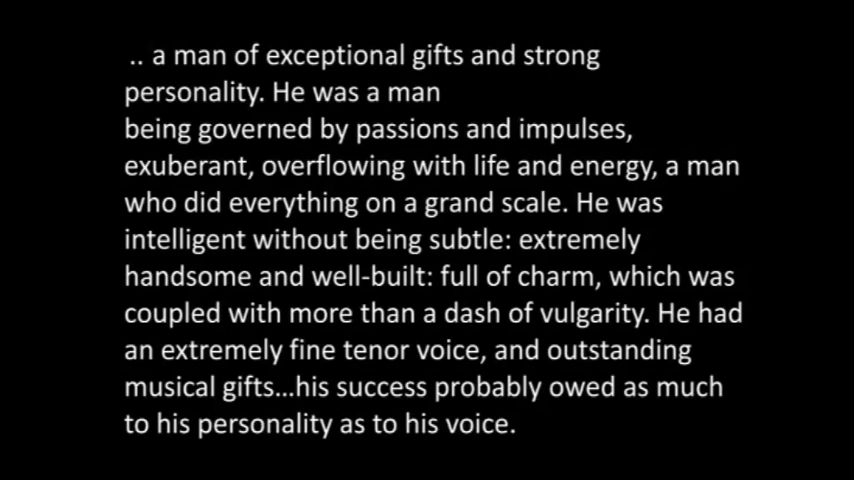 .. a man of exceptional gifts and strong
personality. He was a man
being governed by passions and impulses,
exuberant, overflowing with life and energy, a man
who did everything on a grand scale. He was
intelligent without being subtle: extremely
handsome and well-built: full of charm, which was
coupled with more than a dash of vulgarity. He had
an extremely fine tenor voice, and outstanding
musical gifts...his success probably owed as much
to his personality as to his voice.